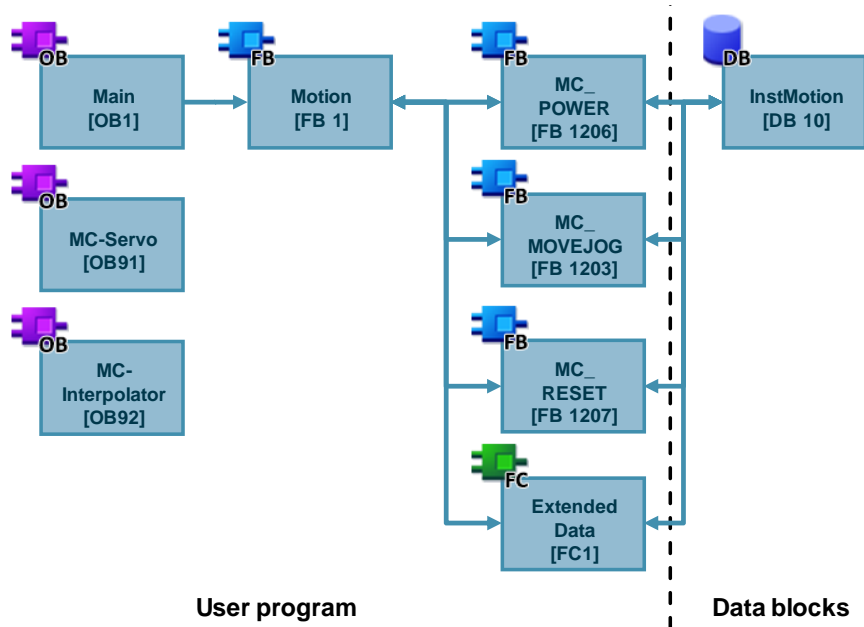 OB
Main
[OB1]
FB
Motion
[FB 1]
FB
MC_
POWER
[FB 1206]
DB
InstMotion
[DB 10]
OB
MC-Servo
[OB91]
FB
MC_
MOVEJOG
[FB 1203]
OB
MC-
Interpolator
[OB92]
FB
MC_
RESET
[FB 1207]
FC
Extended
Data
[FC1]
User program
Data blocks